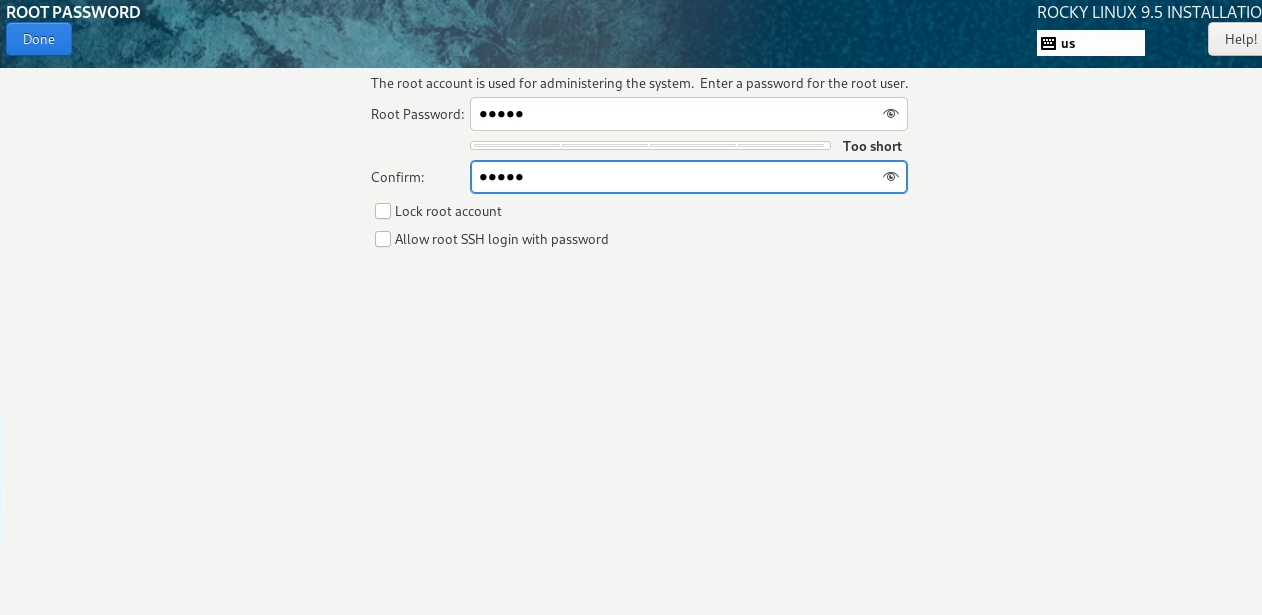 ROOT PASSWORD
ROCKY LINUX 9.5 INSTALLATIO
Done
us
Help!
The root account is used for administering the system. Enter a password for the root user.
Root Password: ●●●●●
Too short
Confirm: ●●●●●
Lock root account
Allow root SSH login with password